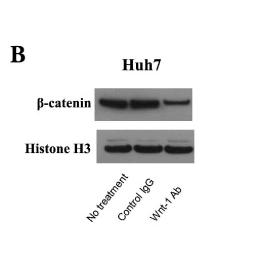 B
Huh7
β-catenin
Histone H3
No treatment
Control IgG
Wnt-1 Ab